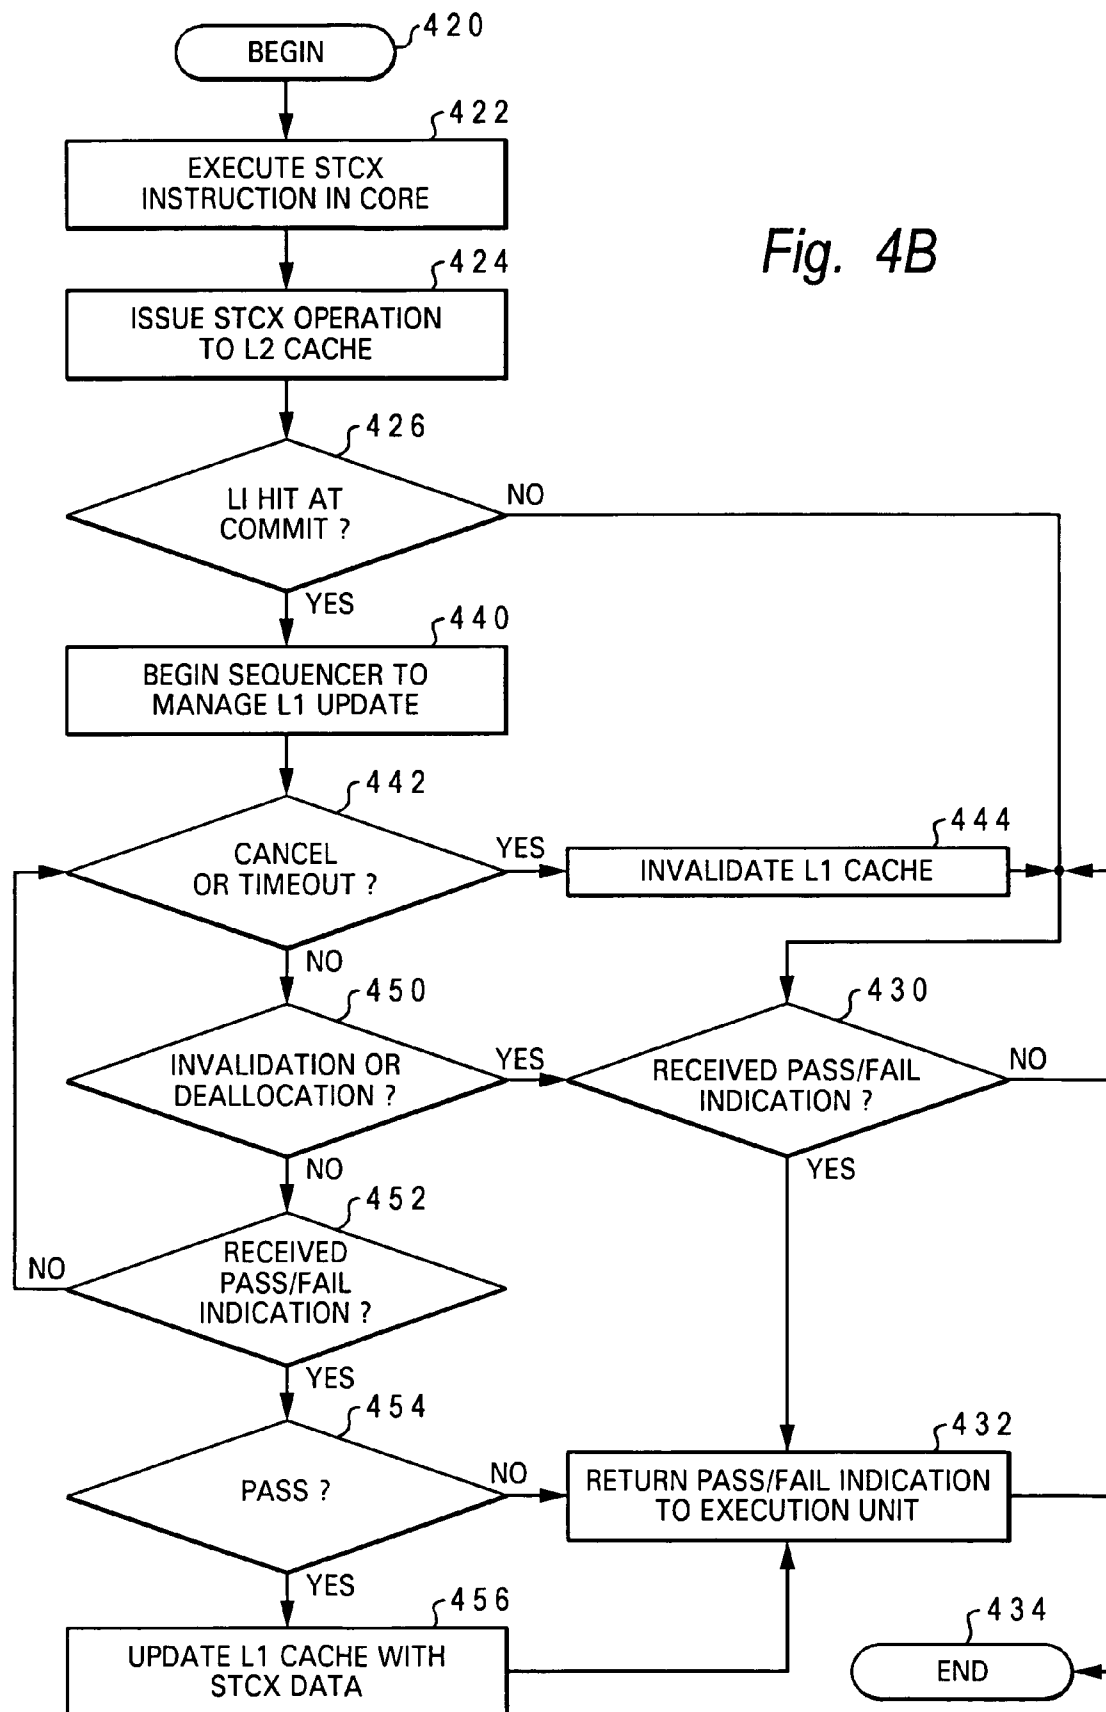 420
BEGIN
422
EXECUTE STCX
INSTRUCTION IN CORE
Fig. 4B
424
ISSUE STCX OPERATION
TO L2 CACHE
426
LI HIT AT
COMMIT ?
NO
YES
440
BEGIN SEQUENCER TO
MANAGE L1 UPDATE
442
CANCEL
OR TIMEOUT ?
YES
444
INVALIDATE L1 CACHE
NO
450
INVALIDATION OR
DEALLOCATION ?
YES
430
RECEIVED PASS/FAIL
INDICATION ?
NO
NO
YES
452
RECEIVED
PASS/FAIL
INDICATION ?
NO
YES
454
PASS ?
NO
432
RETURN PASS/FAIL INDICATION
TO EXECUTION UNIT
YES
456
UPDATE L1 CACHE WITH
STCX DATA
434
END